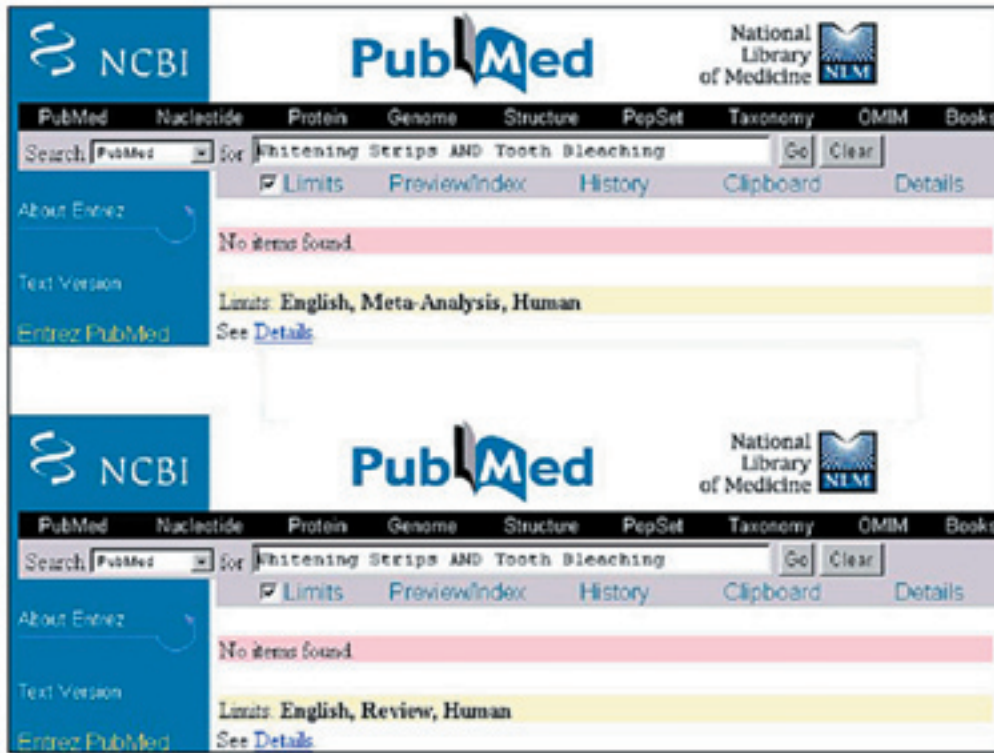 NCBI
PubMed
National
Library
of Medicine NLM
PubMed Nucleotide Protein Genome Structure PopSet Taxonomy OMIM Books
Search PubMed for Whitening Strips AND Tooth Bleaching Go Clear
Limits Preview/Index History Clipboard Details
About Entrez
No items found.
Text Version
Limits: English, Meta-Analysis, Human
Entrez PubMed See Details.
NCBI
PubMed
National
Library
of Medicine NLM
PubMed Nucleotide Protein Genome Structure PopSet Taxonomy OMIM Books
Search PubMed for Whitening Strips AND Tooth Bleaching Go Clear
Limits Preview/Index History Clipboard Details
About Entrez
No items found.
Text Version
Limits: English, Review, Human
Entrez PubMed See Details.